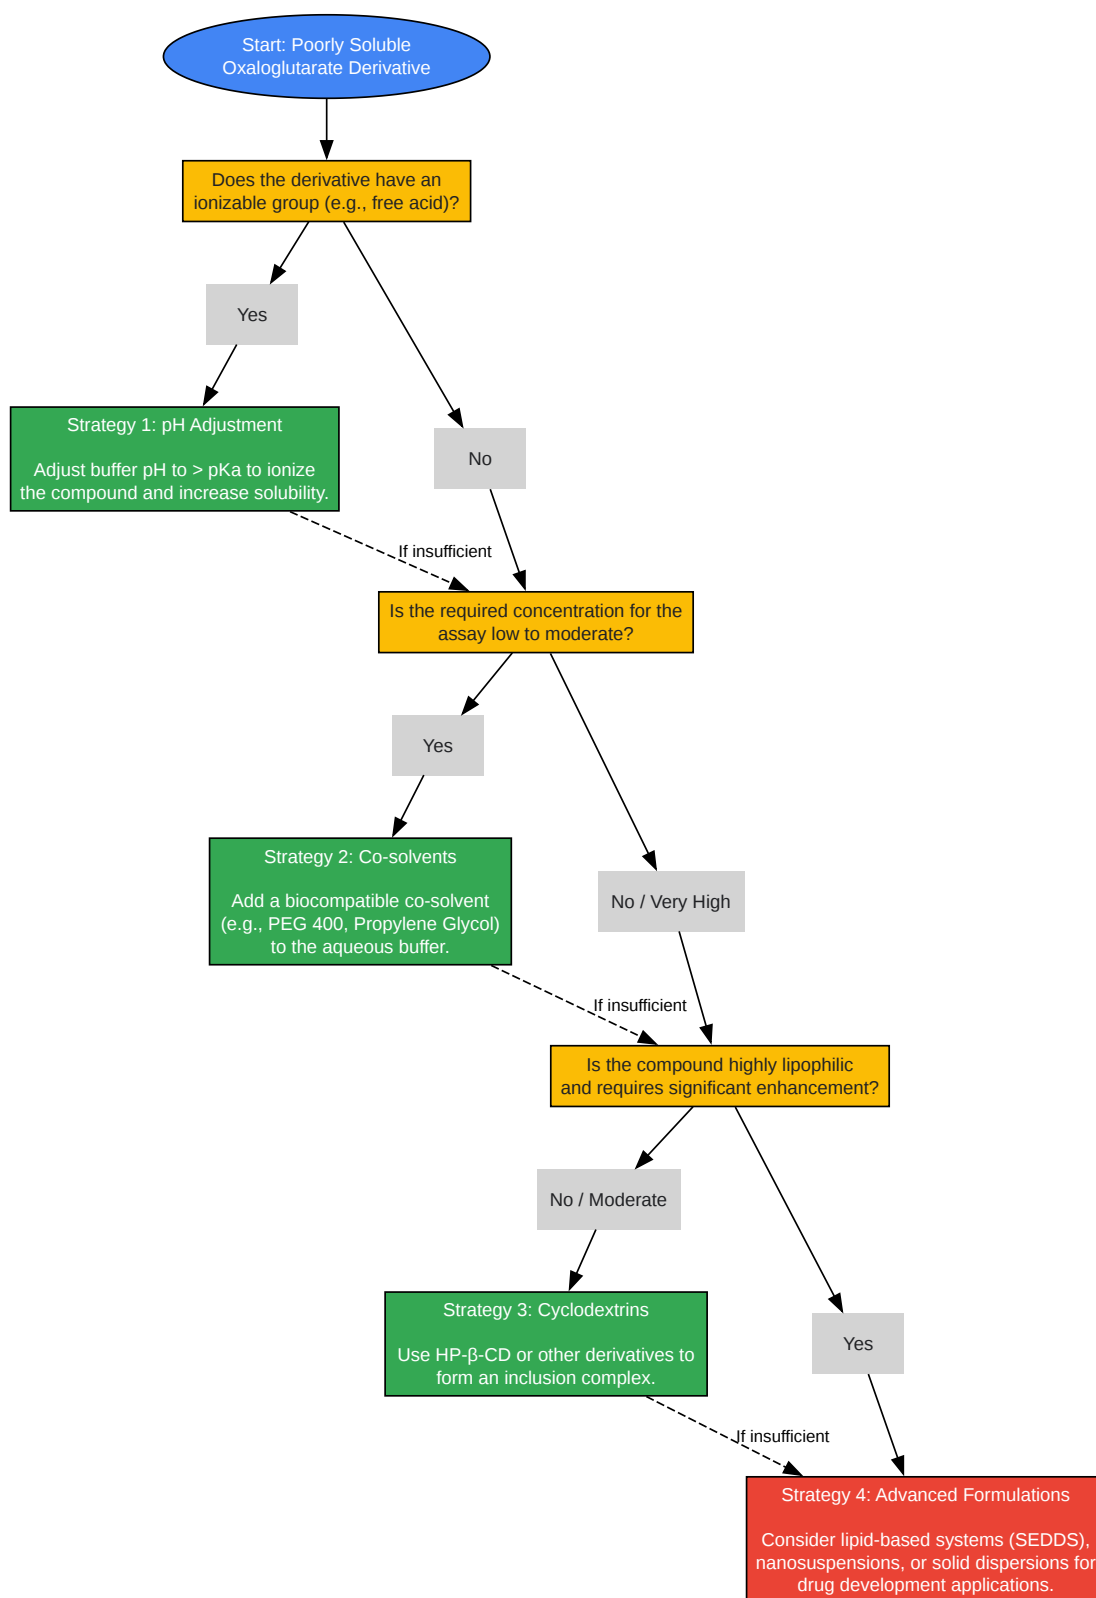 Start: Poorly Soluble
Oxaloglutarate Derivative
Does the derivative have an
ionizable group (e.g., free acid)?
Yes
Strategy 1: pH Adjustment
Adjust buffer pH to > pKa to ionize
the compound and increase solubility.
No
If insufficient
Is the required concentration for the
assay low to moderate?
Yes
Strategy 2: Co-solvents
Add a biocompatible co-solvent
(e.g., PEG 400, Propylene Glycol)
to the aqueous buffer.
No / Very High
If insufficient
Is the compound highly lipophilic
and requires significant enhancement?
No / Moderate
Strategy 3: Cyclodextrins
Use HP-β-CD or other derivatives to
form an inclusion complex.
Yes
If insufficient
Strategy 4: Advanced Formulations
Consider lipid-based systems (SEDDS),
nanosuspensions, or solid dispersions for
drug development applications.